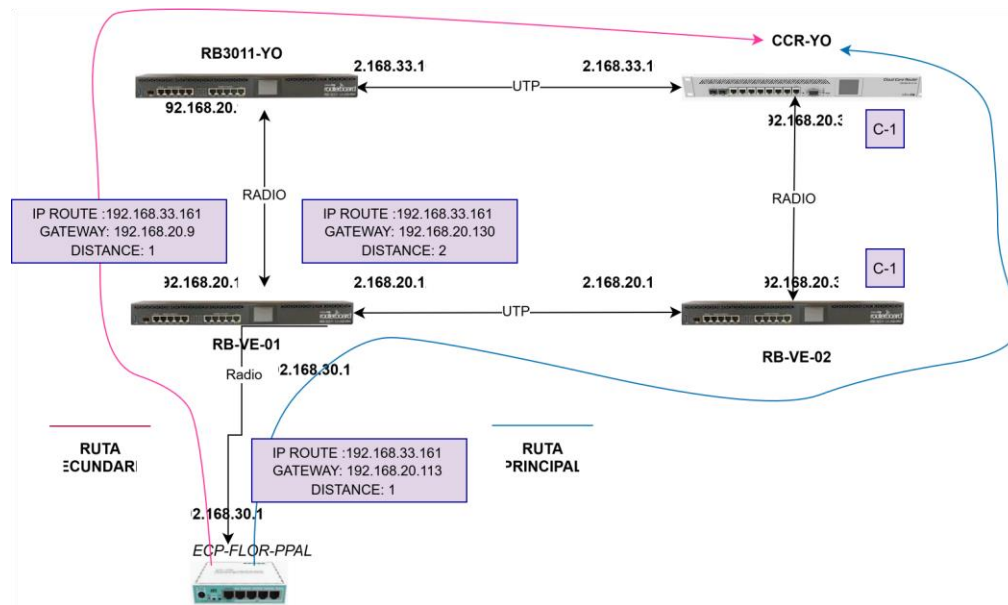 RB3011-YO
CCR-YO
2.168.33.1
2.168.33.1
UTP
92.168.20.
92.168.20.3
C-1
RADIO
RADIO
IP ROUTE :192.168.33.161
GATEWAY: 192.168.20.9
DISTANCE: 1
IP ROUTE :192.168.33.161
GATEWAY: 192.168.20.130
DISTANCE: 2
C-1
92.168.20.1
2.168.20.1
2.168.20.1
92.168.20.3
UTP
RB-VE-01
RB-VE-02
Radio
2.168.30.1
RUTA
ECUNDARI
IP ROUTE :192.168.33.161
GATEWAY: 192.168.20.113
DISTANCE: 1
RUTA
PRINCIPAL
92.168.30.1
ECP-FLOR-PPAL